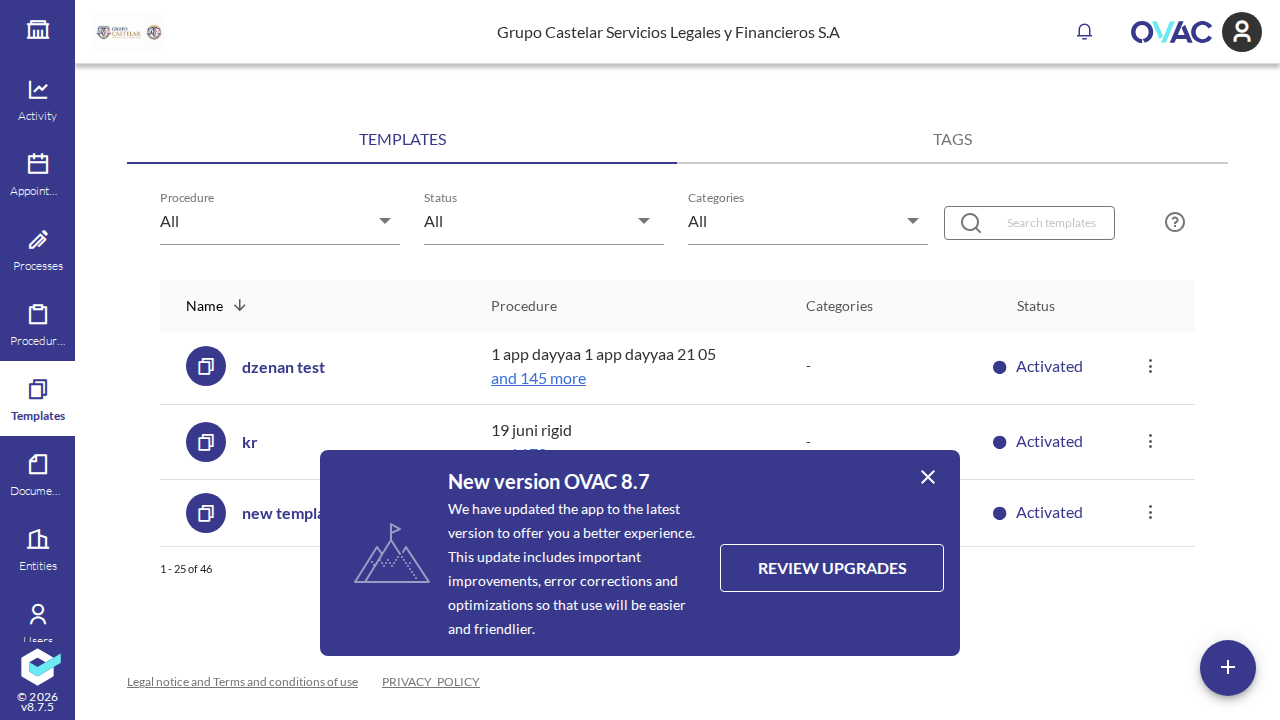 Grupo Castelar Servicios Legales y Financieros S.A
OVAC
Activity
Appoint...
Processes
Procedur...
Templates
Docume...
Entities
Users
© 2026
v8.7.5
TEMPLATES
TAGS
Procedure
All
Status
All
Categories
All
Search templates
Name
Procedure
Categories
Status
dzenan test
1 app dayyaa 1 app dayyaa 21 05
and 145 more
-
Activated
kr
19 juni rigid
-
Activated
new templa
Activated
1 - 25 of 46
New version OVAC 8.7
We have updated the app to the latest
version to offer you a better experience.
This update includes important
improvements, error corrections and
optimizations so that use will be easier
and friendlier.
REVIEW UPGRADES
Legal notice and Terms and conditions of use
PRIVACY_POLICY